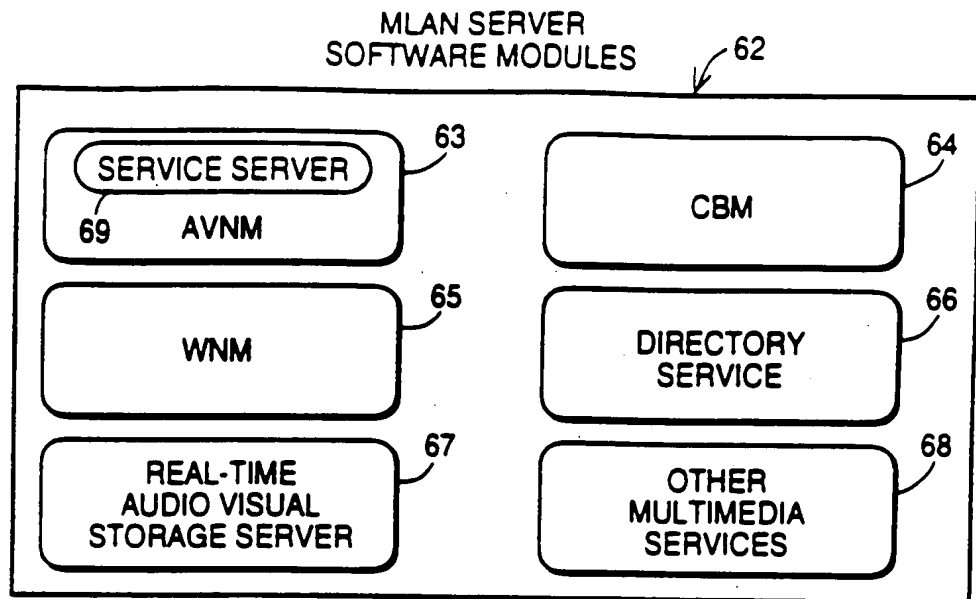 MLAN SERVER
SOFTWARE MODULES
62
SERVICE SERVER
63
69
AVNM
CBM
64
WNM
65
DIRECTORY
SERVICE
66
REAL-TIME
AUDIO VISUAL
STORAGE SERVER
67
OTHER
MULTIMEDIA
SERVICES
68